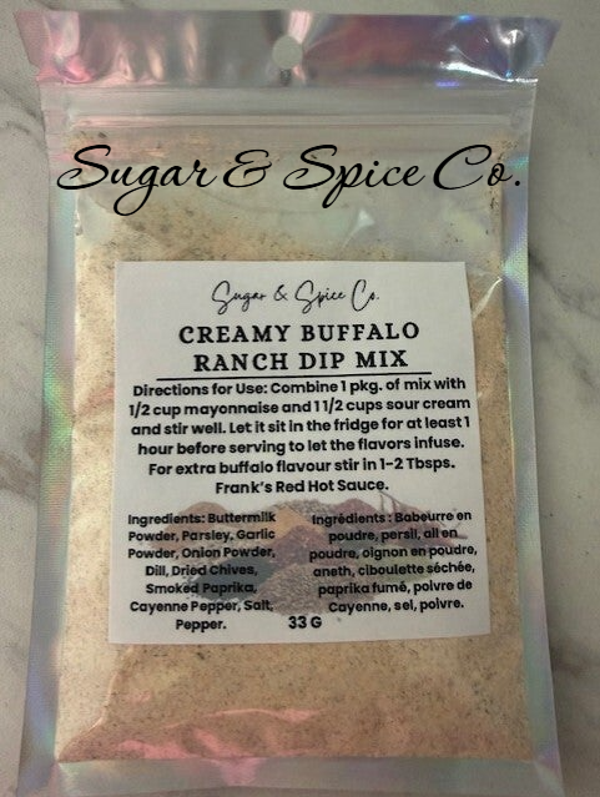 Sugar & Spice Co.
Sugar & Spice Co.
CREAMY BUFFALO
RANCH DIP MIX
Directions for Use: Combine 1 pkg. of mix with
1/2 cup mayonnaise and 1 1/2 cups sour cream
and stir well. Let it sit in the fridge for at least 1
hour before serving to let the flavors infuse.
For extra buffalo flavour stir in 1-2 Tbsps.
Frank's Red Hot Sauce.
Ingredients: Buttermilk
Powder, Parsley, Garlic
Powder, Onion Powder,
Dill, Dried Chives,
Smoked Paprika,
Cayenne Pepper, Salt,
Pepper.
Ingrédients : Babeurre en
poudre, persil, ail en
poudre, oignon en poudre,
aneth, ciboulette séchée,
paprika fumé, poivre de
Cayenne, sel, poivre.
33 G